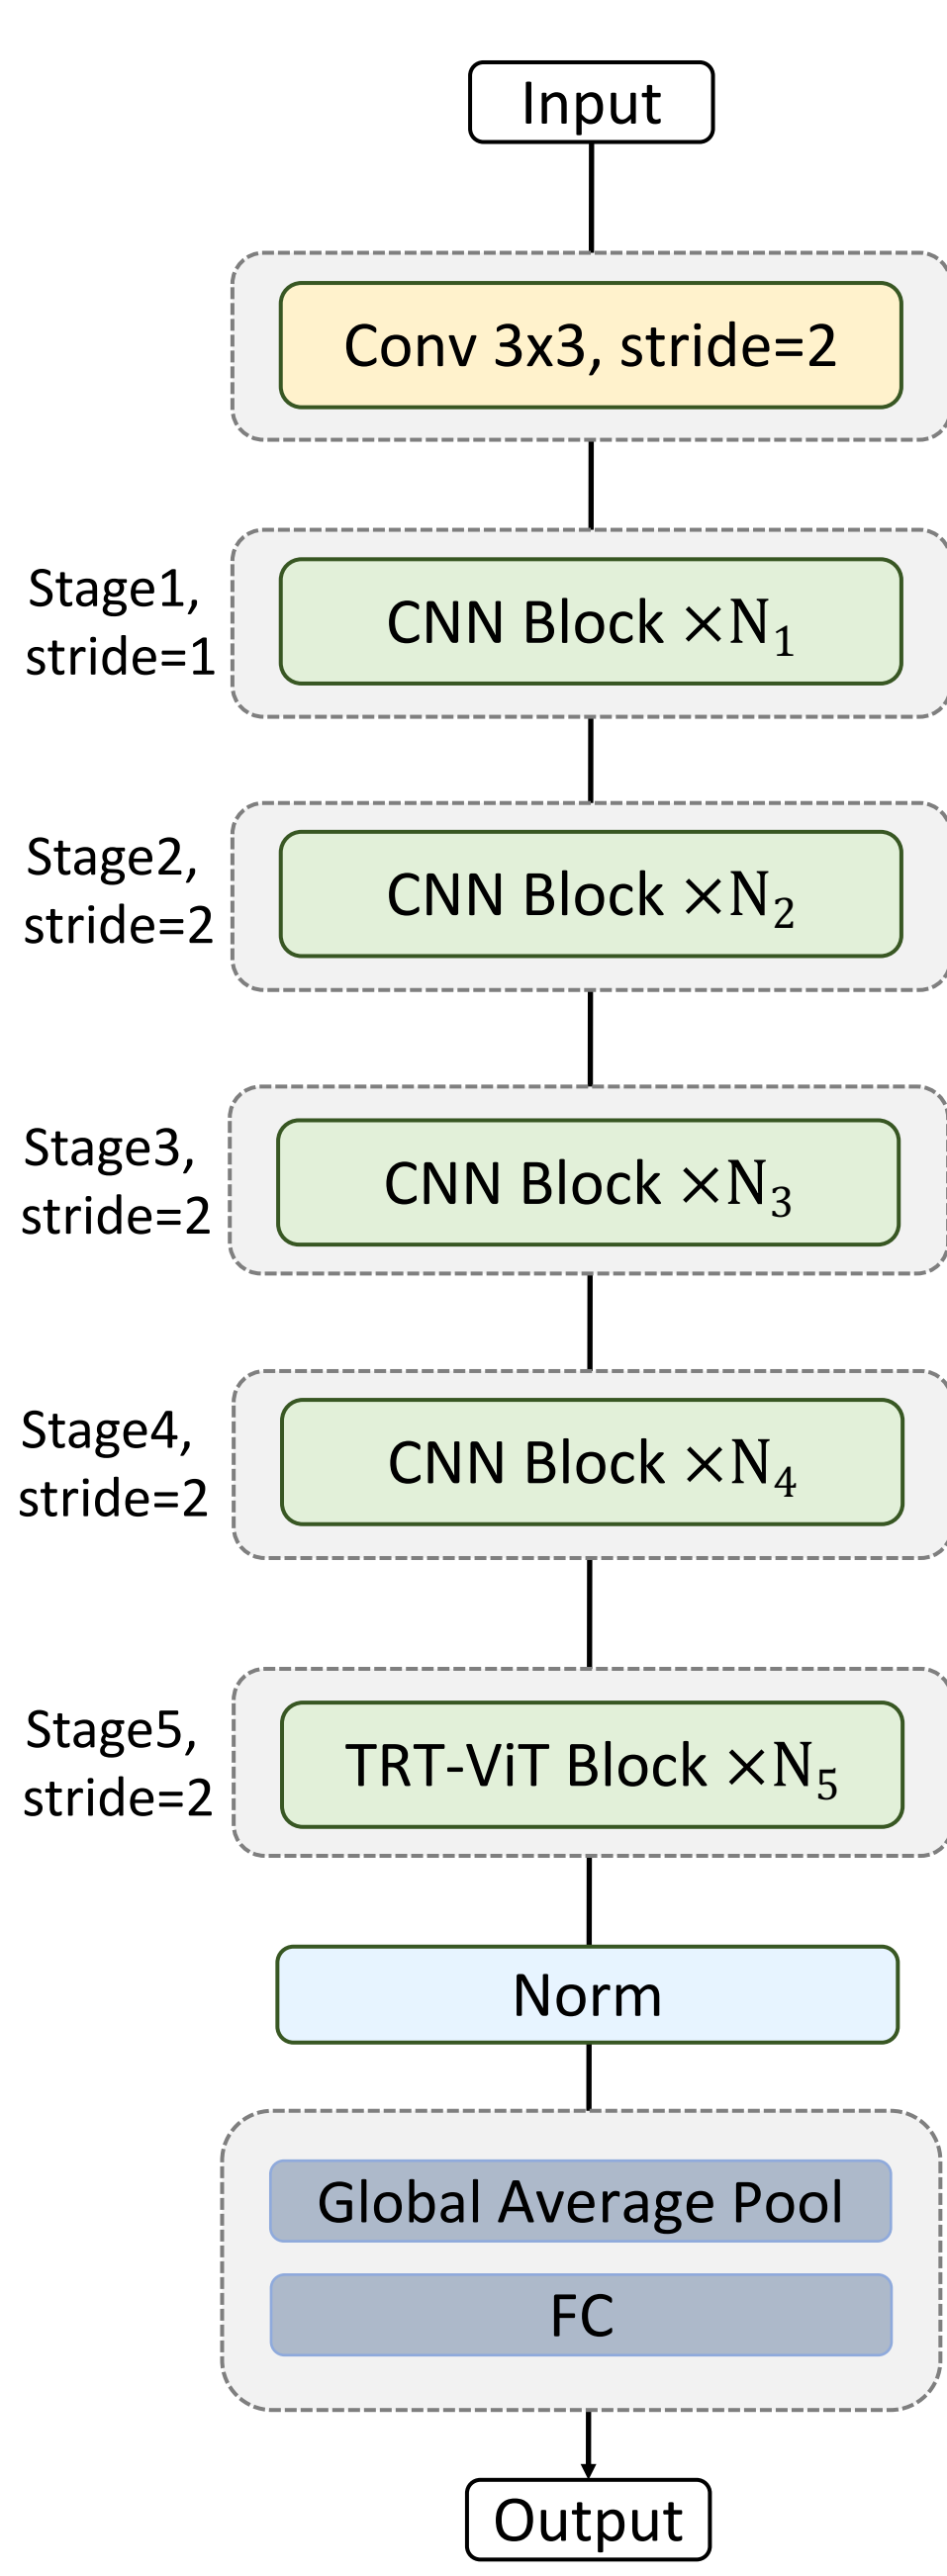 Input
Conv 3x3, stride=2
Stage1,
stride=1
CNN Block ×N₁
Stage2,
stride=2
CNN Block ×N₂
Stage3,
stride=2
CNN Block ×N₃
Stage4,
stride=2
CNN Block ×N₄
Stage5,
stride=2
TRT-ViT Block ×N₅
Norm
Global Average Pool
FC
Output